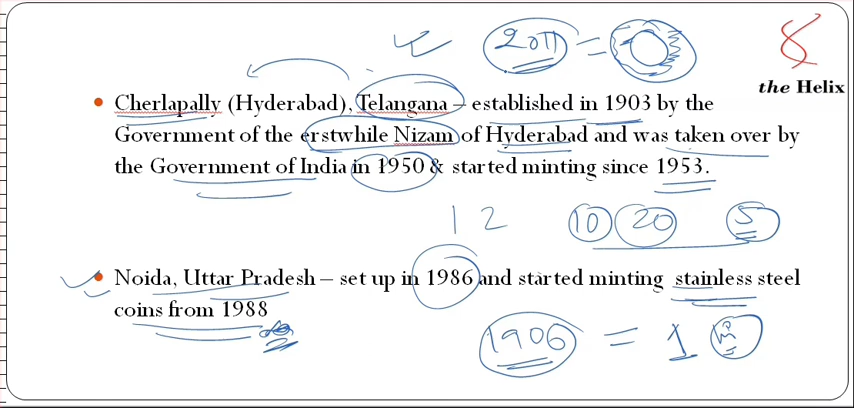 2011 =
the Helix
Cherlapally (Hyderabad), Telangana – established in 1903 by the
Government of the erstwhile Nizam of Hyderabad and was taken over by
the Government of India in 1950 & started minting since 1953.
1 2 10 20 5
Noida, Uttar Pradesh – set up in 1986 and started minting stainless steel
coins from 1988
1906 = 1